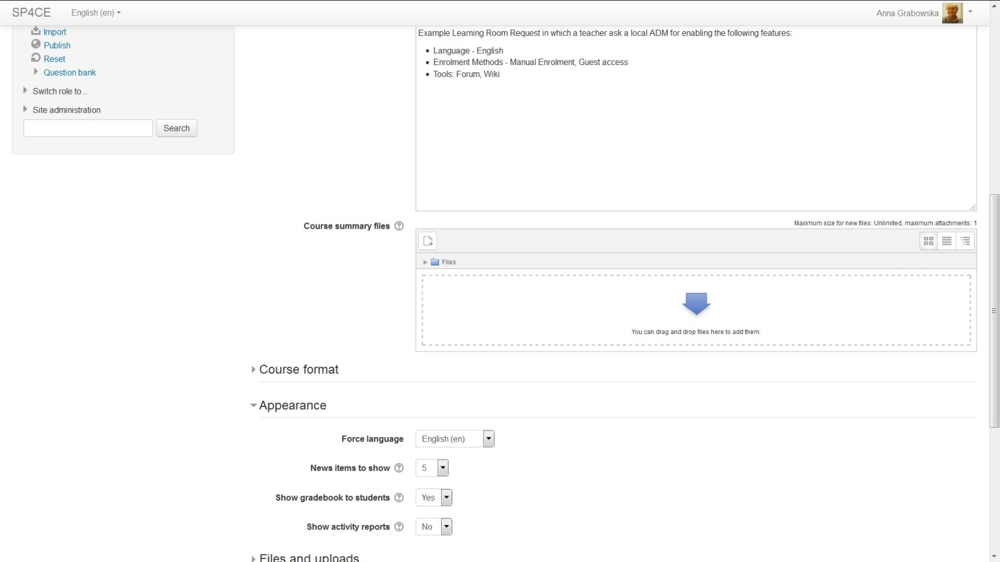 SP4CE English (en) Anna Grabowska
Import
Publish
Reset
Question bank
Switch role to...
Site administration
Search
Example Learning Room Request in which a teacher ask a local ADM for enabling the following features:
• Language - English
• Enrolment Methods - Manual Enrolment, Guest access
• Tools: Forum, Wiki
Course summary files
Maximum size for new files: Unlimited, maximum attachments: 1
Files
You can drag and drop files here to add them.
Course format
Appearance
Force language English (en)
News items to show 5
Show gradebook to students Yes
Show activity reports No
Files and uploads